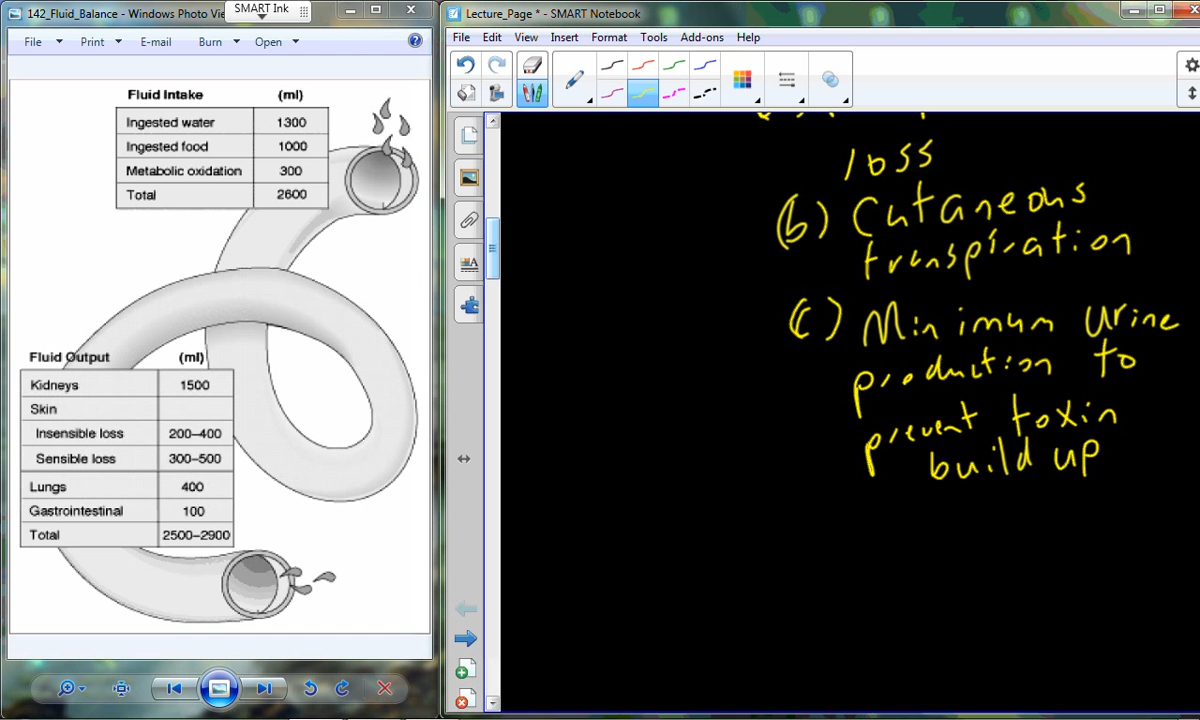 142_Fluid_Balance - Windows Photo Vie
SMART Ink
File Print E-mail Burn Open
Fluid Intake (ml)
Ingested water 1300
Ingested food 1000
Metabolic oxidation 300
Total 2600
Fluid Output (ml)
Kidneys 1500
Skin
Insensible loss 200–400
Sensible loss 300–500
Lungs 400
Gastrointestinal 100
Total 2500–2900
Lecture_Page * - SMART Notebook
File Edit View Insert Format Tools Add-ons Help
loss
(b) Cutaneous
transpiration
(c) Minimum urine
production to
prevent toxin
build up